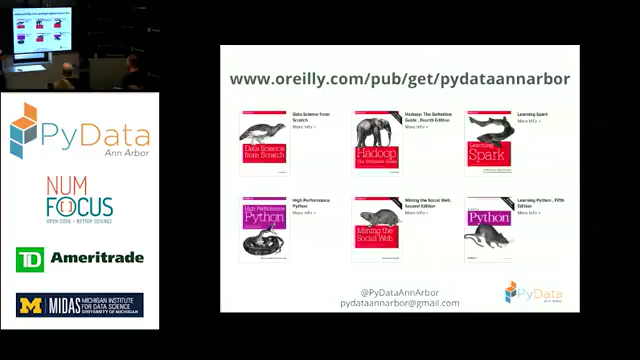 PyData
Ann Arbor
NUM
FOCUS
OPEN CODE = BETTER SCIENCE
TD Ameritrade
M MIDAS
MICHIGAN INSTITUTE
FOR DATA SCIENCE
UNIVERSITY OF MICHIGAN
www.oreilly.com/pub/get/pydataannarbor
Data Science from
Scratch
More Info
Data Science
from Scratch
Hadoop: The Definitive
Guide, Fourth Edition
More Info
Hadoop
Learning Spark
More Info
Learning
Spark
High Performance
Python
More Info
High Performance
Python
Mining the Social Web,
Second Edition
More Info
Mining the
Social Web
Learning Python, Fifth
Edition
More Info
Python
@PyDataAnnArbor
pydataannarbor@gmail.com
PyData